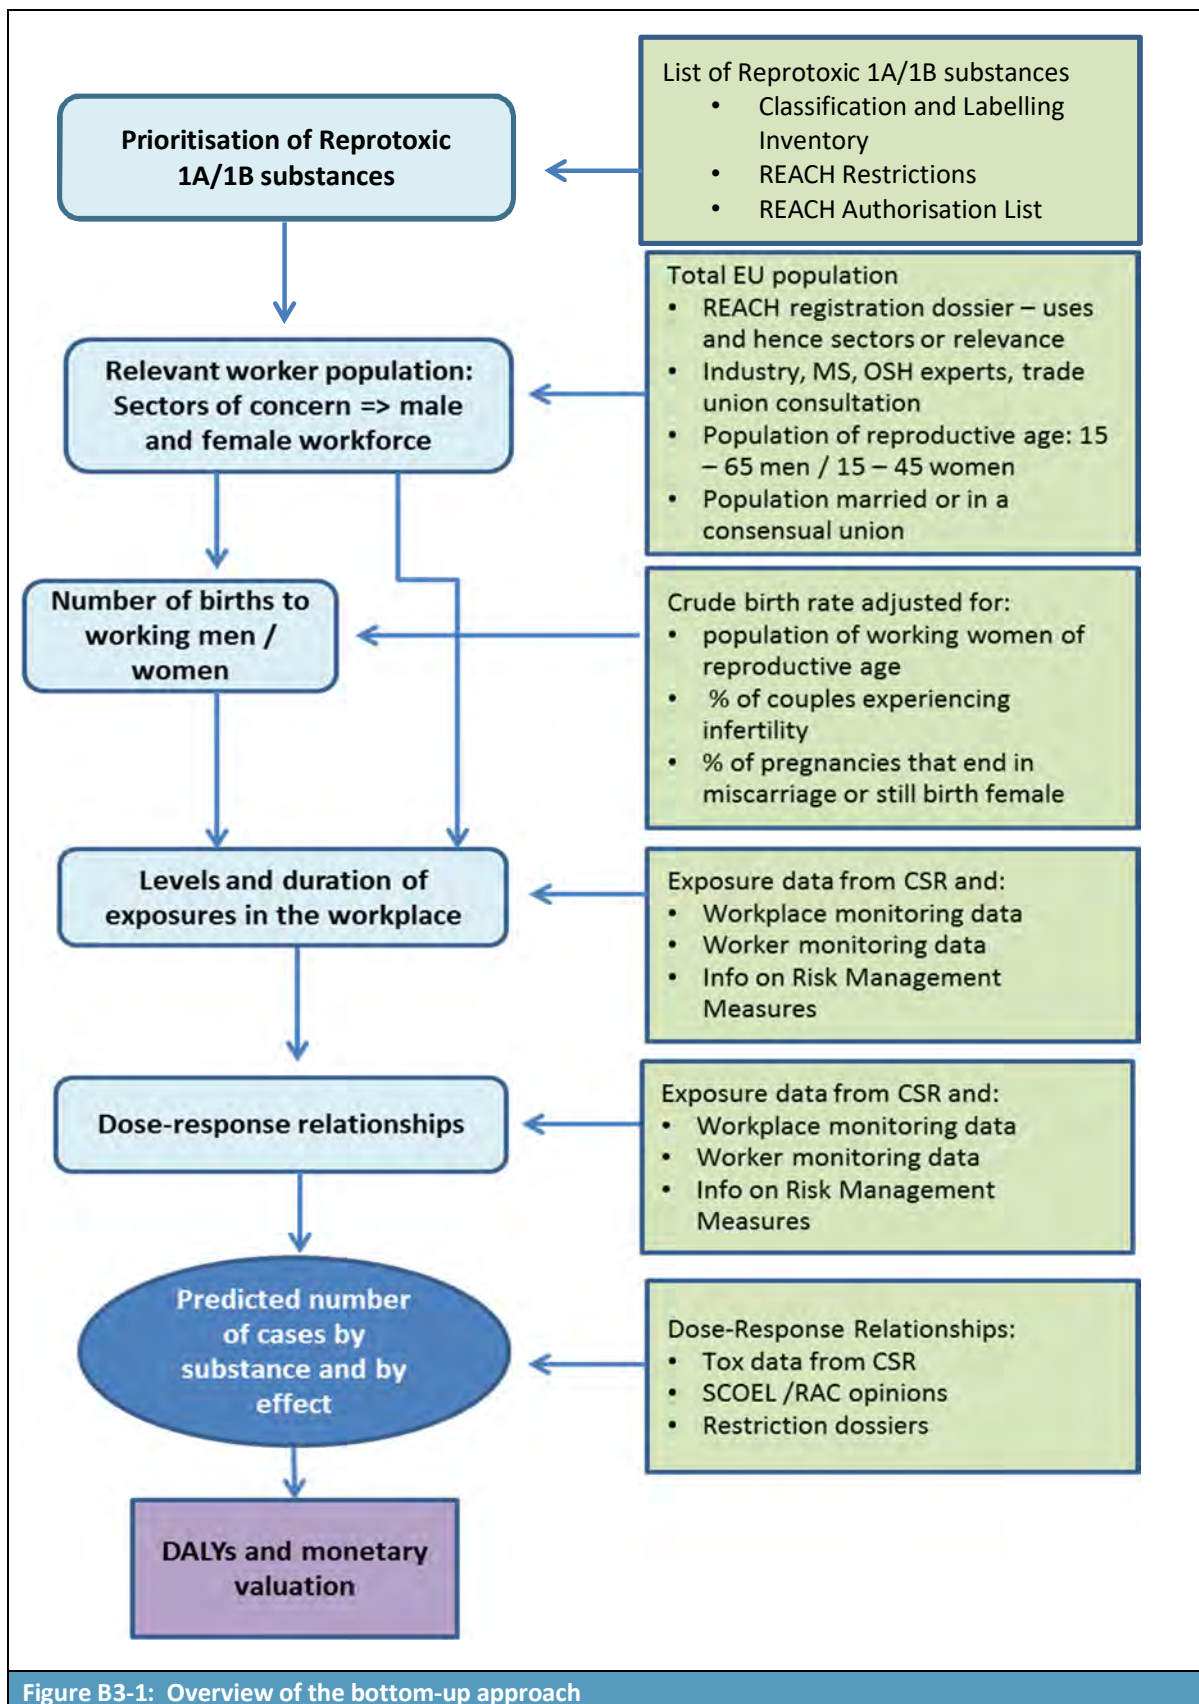 List of Reprotoxic 1A/1B substances
• Classification and Labelling
Inventory
• REACH Restrictions
• REACH Authorisation List
Prioritisation of Reprotoxic
1A/1B substances
Total EU population
• REACH registration dossier – uses
and hence sectors or relevance
• Industry, MS, OSH experts, trade
union consultation
• Population of reproductive age: 15
– 65 men / 15 – 45 women
• Population married or in a
consensual union
Relevant worker population:
Sectors of concern => male
and female workforce
Number of births to
working men /
women
Crude birth rate adjusted for:
• population of working women of
reproductive age
• % of couples experiencing
infertility
• % of pregnancies that end in
miscarriage or still birth female
Levels and duration of
exposures in the workplace
Exposure data from CSR and:
• Workplace monitoring data
• Worker monitoring data
• Info on Risk Management
Measures
Dose-response relationships
Exposure data from CSR and:
• Workplace monitoring data
• Worker monitoring data
• Info on Risk Management
Measures
Predicted number
of cases by
substance and by
effect
Dose-Response Relationships:
• Tox data from CSR
• SCOEL /RAC opinions
• Restriction dossiers
DALYs and monetary
valuation
Figure B3-1: Overview of the bottom-up approach